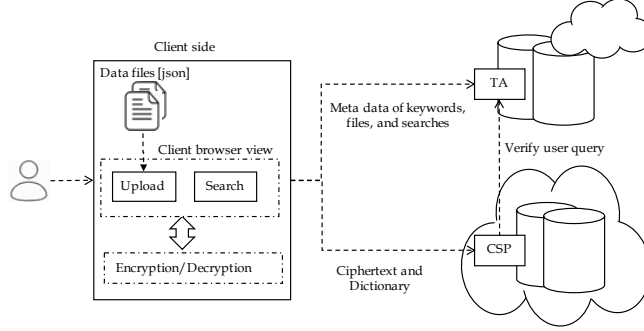 Client side
Data files [json]
Client browser view
Upload
Search
Encryption/Decryption
TA
Meta data of keywords,
files, and searches
Verify user query
CSP
Ciphertext and
Dictionary